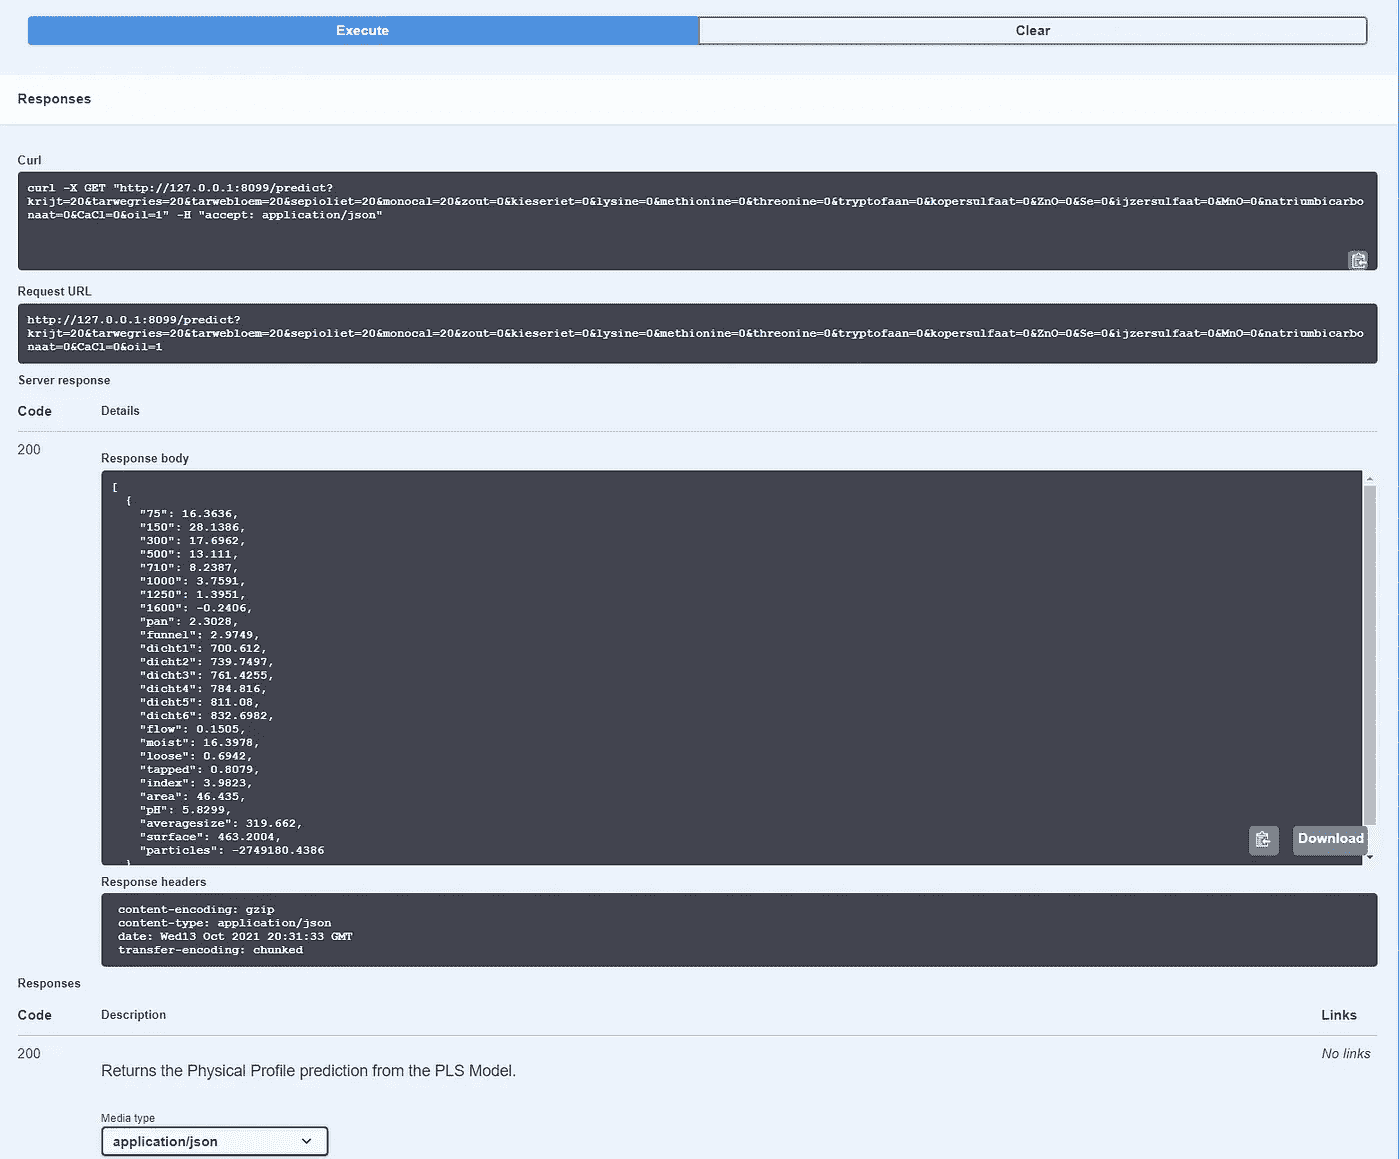 Execute
Clear
Responses
Curl
curl -X GET "http://127.0.0.1:8099/predict?
krijt=20&tarwegries=20&tarwebloem=20&sepioliet=20&monocal=20&zout=0&kieseriet=0&lysine=0&methionine=0&threonine=0&tryptofaan=0&kopersulfaat=0&ZnO=0&Se=0&ijzersulfaat=0&MnO=0&natriumbicarbo
naat=0&CaCl=0&oil=1" -H "accept: application/json"
Request URL
http://127.0.0.1:8099/predict?
krijt=20&tarwegries=20&tarwebloem=20&sepioliet=20&monocal=20&zout=0&kieseriet=0&lysine=0&methionine=0&threonine=0&tryptofaan=0&kopersulfaat=0&ZnO=0&Se=0&ijzersulfaat=0&MnO=0&natriumbicarbo
naat=0&CaCl=0&oil=1
Server response
Code Details
200
Response body
[
{
"75": 16.3636,
"150": 28.1386,
"300": 17.6962,
"500": 13.111,
"710": 8.2387,
"1000": 3.7591,
"1250": 1.3951,
"1600": -0.2406,
"pan": 2.3028,
"funnel": 2.9749,
"dicht1": 700.612,
"dicht2": 739.7497,
"dicht3": 761.4255,
"dicht4": 784.816,
"dicht5": 811.08,
"dicht6": 832.6982,
"flow": 0.1505,
"moist": 16.3978,
"loose": 0.6942,
"tapped": 0.8079,
"index": 3.9823,
"area": 46.435,
"pH": 5.8299,
"averagesize": 319.662,
"surface": 463.2004,
"particles": -2749180.4386
}
Download
Response headers
content-encoding: gzip
content-type: application/json
date: Wed13 Oct 2021 20:31:33 GMT
transfer-encoding: chunked
Responses
Code Description Links
200 No links
Returns the Physical Profile prediction from the PLS Model.
Media type
application/json